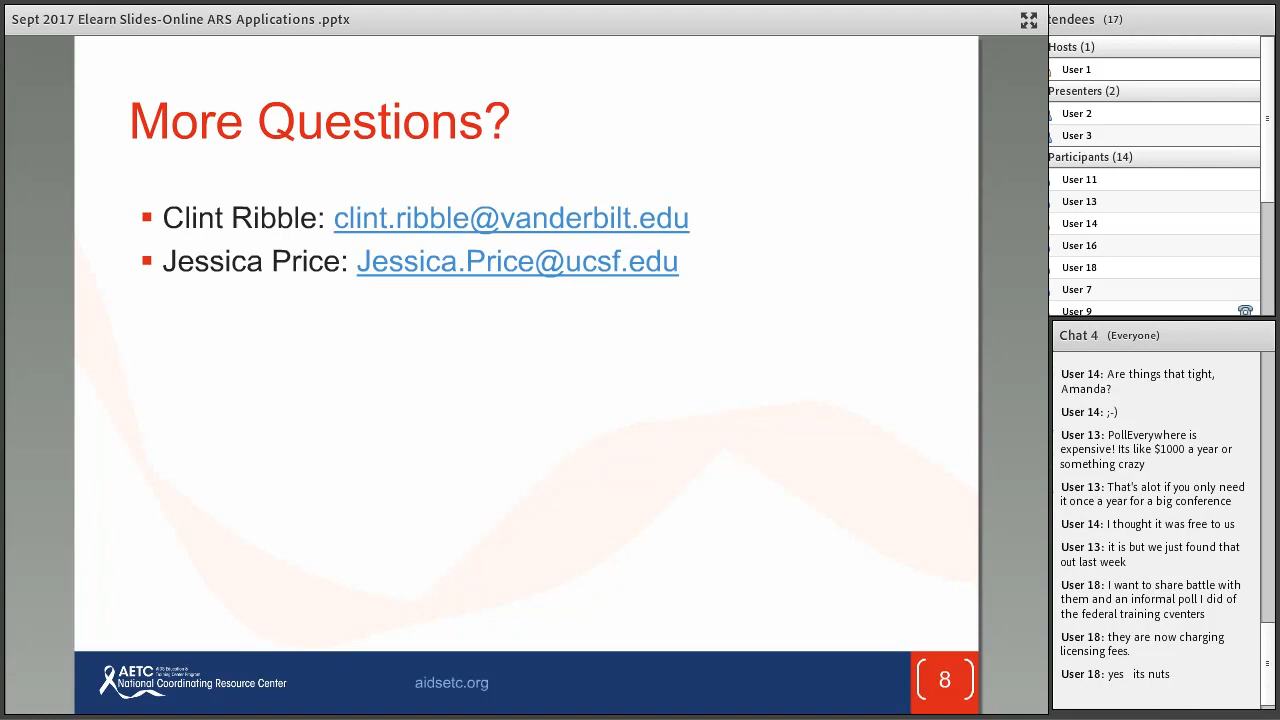 Sept 2017 Elearn Slides-Online ARS Applications .pptx
More Questions?
Clint Ribble: clint.ribble@vanderbilt.edu
Jessica Price: Jessica.Price@ucsf.edu
AETC AIDS Education &
Training Center Program
National Coordinating Resource Center
aidsetc.org
8
tendees (17)
Hosts (1)
User 1
Presenters (2)
User 2
User 3
Participants (14)
User 11
User 13
User 14
User 16
User 18
User 7
User 9
Chat 4 (Everyone)
User 14: Are things that tight,
Amanda?
User 14: ;-)
User 13: PollEverywhere is
expensive! Its like $1000 a year or
something crazy
User 13: That's alot if you only need
it once a year for a big conference
User 14: I thought it was free to us
User 13: it is but we just found that
out last week
User 18: I want to share battle with
them and an informal poll I did of
the federal training cventers
User 18: they are now charging
licensing fees.
User 18: yes its nuts